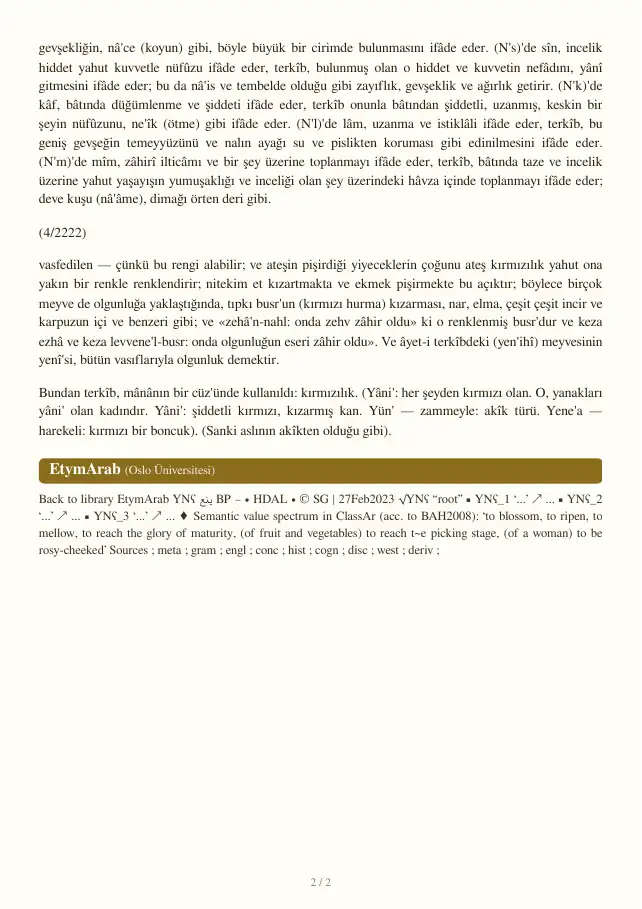 gevşekliğin, nâ'ce (koyun) gibi, böyle büyük bir cirimde bulunmasını ifâde eder. (N's)'de sîn, incelik
hiddet yahut kuvvetle nüfûzu ifâde eder, terkîb, bulunmuş olan o hiddet ve kuvvetin nefâdını, yânî
gitmesini ifâde eder; bu da nâ'is ve tembelde olduğu gibi zayıflık, gevşeklik ve ağırlık getirir. (N'k)'de
kâf, bâtında düğümlenme ve şiddeti ifâde eder, terkîb onunla bâtından şiddetli, uzanmış, keskin bir
şeyin nüfûzunu, ne'îk (ötme) gibi ifâde eder. (N'l)'de lâm, uzanma ve istiklâli ifâde eder, terkîb, bu
geniş gevşeğin temeyyüzünü ve nalın ayağı su ve pislikten koruması gibi edinilmesini ifâde eder.
(N'm)'de mîm, zâhirî ilticâmı ve bir şey üzerine toplanmayı ifâde eder, terkîb, bâtında taze ve incelik
üzerine yahut yaşayışın yumuşaklığı ve inceliği olan şey üzerindeki hâvza içinde toplanmayı ifâde eder;
deve kuşu (nâ'âme), dimağı örten deri gibi.
(4/2222)
vasfedilen — çünkü bu rengi alabilir; ve ateşin pişirdiği yiyeceklerin çoğunu ateş kırmızılık yahut ona
yakın bir renkle renklendirir; nitekim et kızartmakta ve ekmek pişirmekte bu açıktır; böylece birçok
meyve de olgunluğa yaklaştığında, tıpkı busr'un (kırmızı hurma) kızarması, nar, elma, çeşit çeşit incir ve
karpuzun içi ve benzeri gibi; ve «zehâ'n-nahl: onda zehv zâhir oldu» ki o renklenmiş busr'dur ve keza
ezhâ ve keza levvene'l-busr: onda olgunluğun eseri zâhir oldu». Ve âyet-i terkîbdeki (yen'ihî) meyvesinin
yenî'si, bütün vasıflarıyla olgunluk demektir.
Bundan terkîb, mânânın bir cüz'ünde kullanıldı: kırmızılık. (Yâni': her şeyden kırmızı olan. O, yanakları
yâni' olan kadındır. Yâni': şiddetli kırmızı, kızarmış kan. Yün' — zammeyle: akîk türü. Yene'a —
harekeli: kırmızı bir boncuk). (Sanki aslının akîkten olduğu gibi).
EtymArab (Oslo Üniversitesi)
Back to library EtymArab YNʕ ينع BP – • HDAL • © SG | 27Feb2023 √YNʕ “root” ▪ YNʕ_1 ‘...’ ↗ ... ▪ YNʕ_2
‘...’ ↗ ... ▪ YNʕ_3 ‘...’ ↗ ... ♦ Semantic value spectrum in ClassAr (acc. to BAH2008): ‘to blossom, to ripen, to
mellow, to reach the glory of maturity, (of fruit and vegetables) to reach t~e picking stage, (of a woman) to be
rosy-cheeked’ Sources ; meta ; gram ; engl ; conc ; hist ; cogn ; disc ; west ; deriv ;
2 / 2